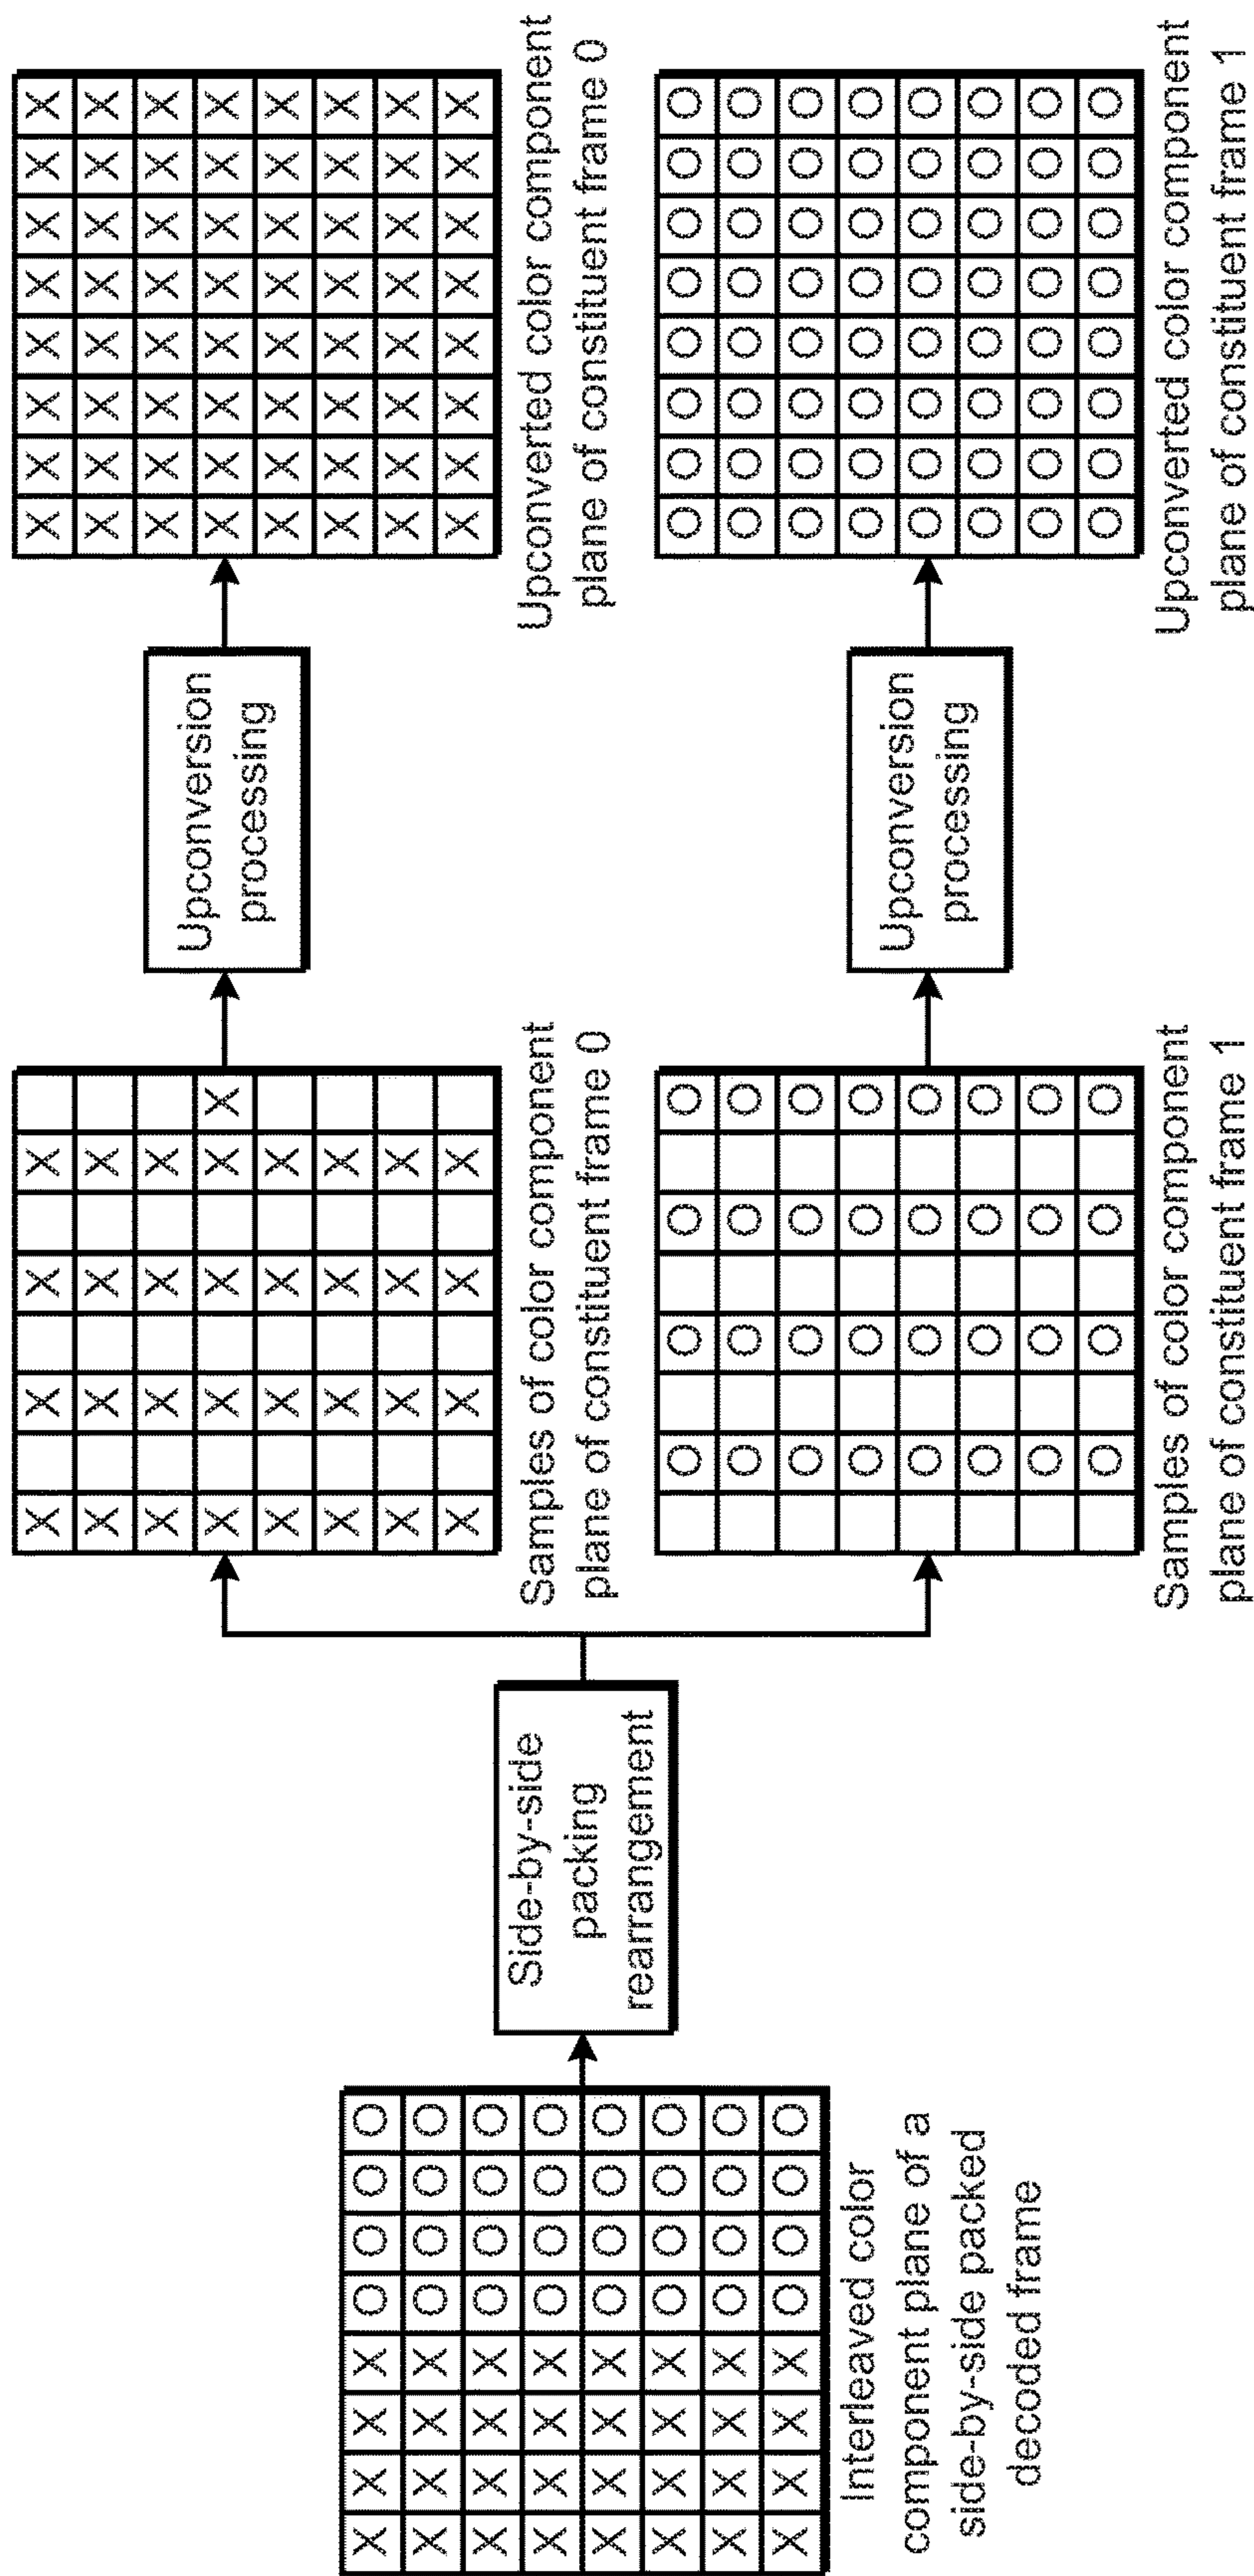 X X X X O O O O
X X X X O O O O
X X X X O O O O
X X X X O O O O
X X X X O O O O
X X X X O O O O
X X X X O O O O
X X X X O O O O
Interleaved color
component plane of a
side-by-side packed
decoded frame
Side-by-side
packing
rearrangement
X X X X
X X X X
X X X X
X X X X X
X X X X
X X X X
X X X X
X X X X
Samples of color component
plane of constituent frame 0
Upconversion
processing
X X X X X X X X
X X X X X X X X
X X X X X X X X
X X X X X X X X
X X X X X X X X
X X X X X X X X
X X X X X X X X
X X X X X X X X
Upconverted color component
plane of constituent frame 0
O O O O
O O O O
O O O O
O O O O
O O O O
O O O O
O O O O
O O O O
Samples of color component
plane of constituent frame 1
Upconversion
processing
O O O O O O O O
O O O O O O O O
O O O O O O O O
O O O O O O O O
O O O O O O O O
O O O O O O O O
O O O O O O O O
O O O O O O O O
Upconverted color component
plane of constituent frame 1